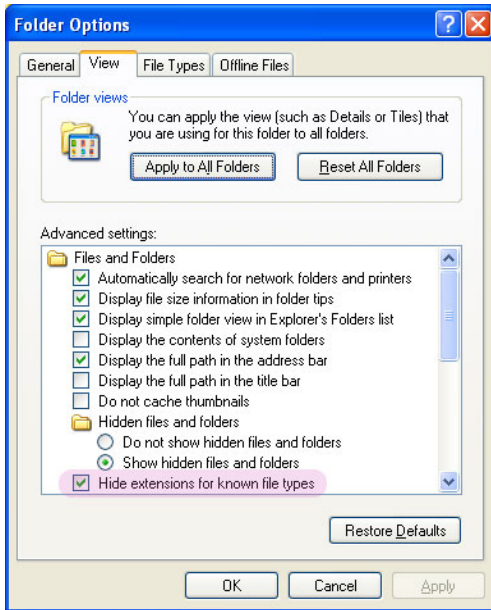 Folder Options
General View File Types Offline Files
Folder views
You can apply the view (such as Details or Tiles) that
you are using for this folder to all folders.
Apply to All Folders Reset All Folders
Advanced settings:
Files and Folders
Automatically search for network folders and printers
Display file size information in folder tips
Display simple folder view in Explorer's Folders list
Display the contents of system folders
Display the full path in the address bar
Display the full path in the title bar
Do not cache thumbnails
Hidden files and folders
Do not show hidden files and folders
Show hidden files and folders
Hide extensions for known file types
Restore Defaults
OK Cancel Apply